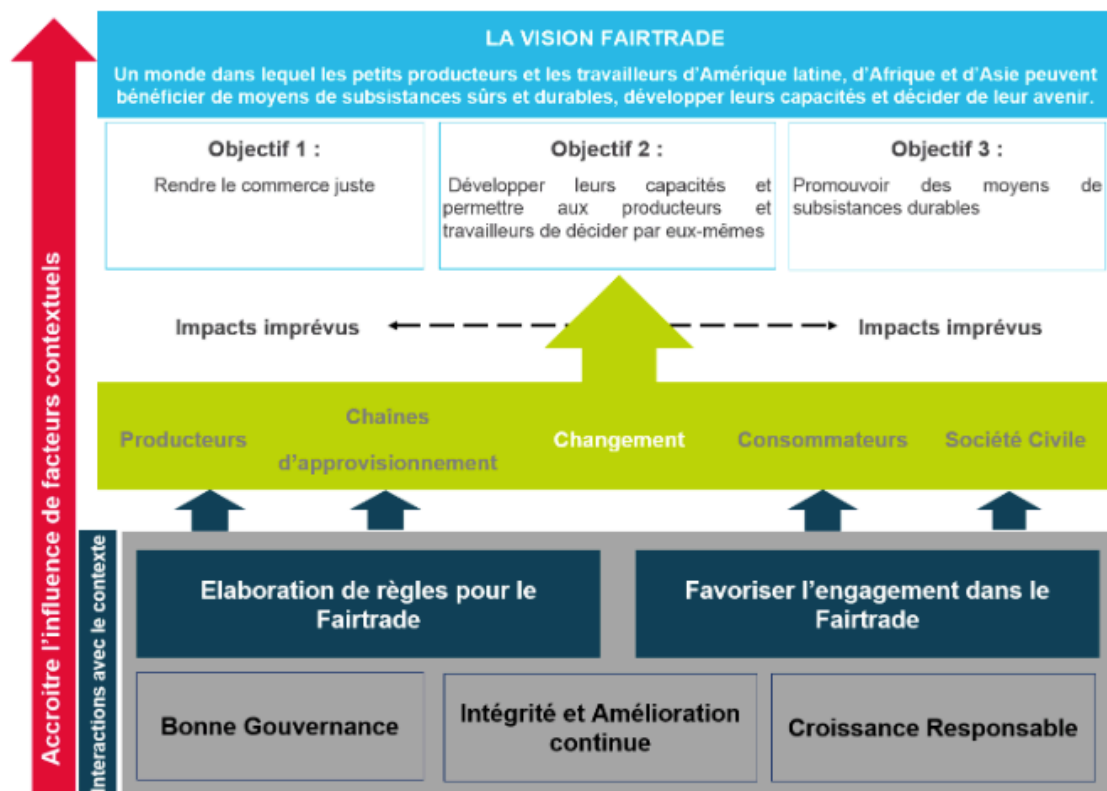 LA VISION FAIRTRADE
Un monde dans lequel les petits producteurs et les travailleurs d'Amérique latine, d'Afrique et d'Asie peuvent
bénéficier de moyens de subsistances sûrs et durables, développer leurs capacités et décider de leur avenir.
Objectif 1 :
Rendre le commerce juste
Objectif 2 :
Développer leurs capacités et
permettre aux producteurs et
travailleurs de décider par eux-mêmes
Objectif 3 :
Promouvoir des moyens de
subsistances durables
Impacts imprévus
Impacts imprévus
Producteurs
Chaînes
d'approvisionnement
Changement
Consommateurs
Société Civile
Elaboration de règles pour le
Fairtrade
Favoriser l'engagement dans le
Fairtrade
Bonne Gouvernance
Intégrité et Amélioration
continue
Croissance Responsable
Accroitre l'influence de facteurs contextuels
Interactions avec le contexte